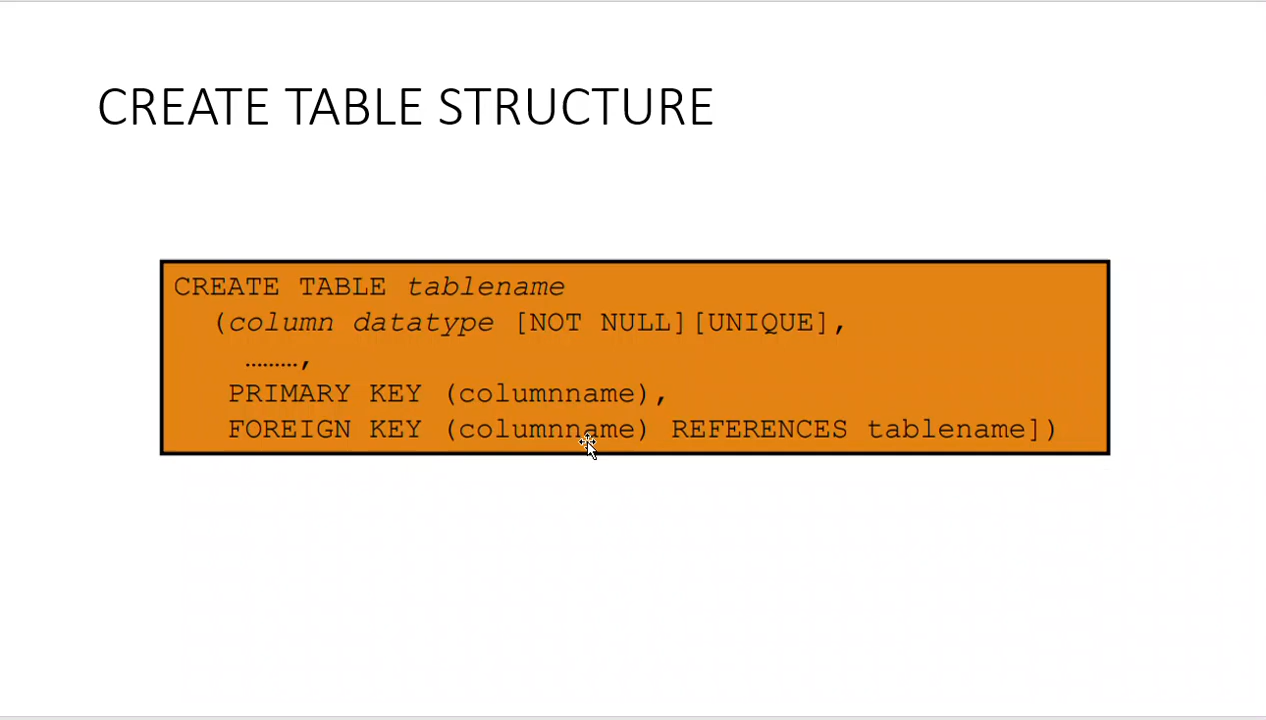 CREATE TABLE STRUCTURE
CREATE TABLE tablename
(column datatype [NOT NULL][UNIQUE],
………,
PRIMARY KEY (columnname),
FOREIGN KEY (columnname) REFERENCES tablename])